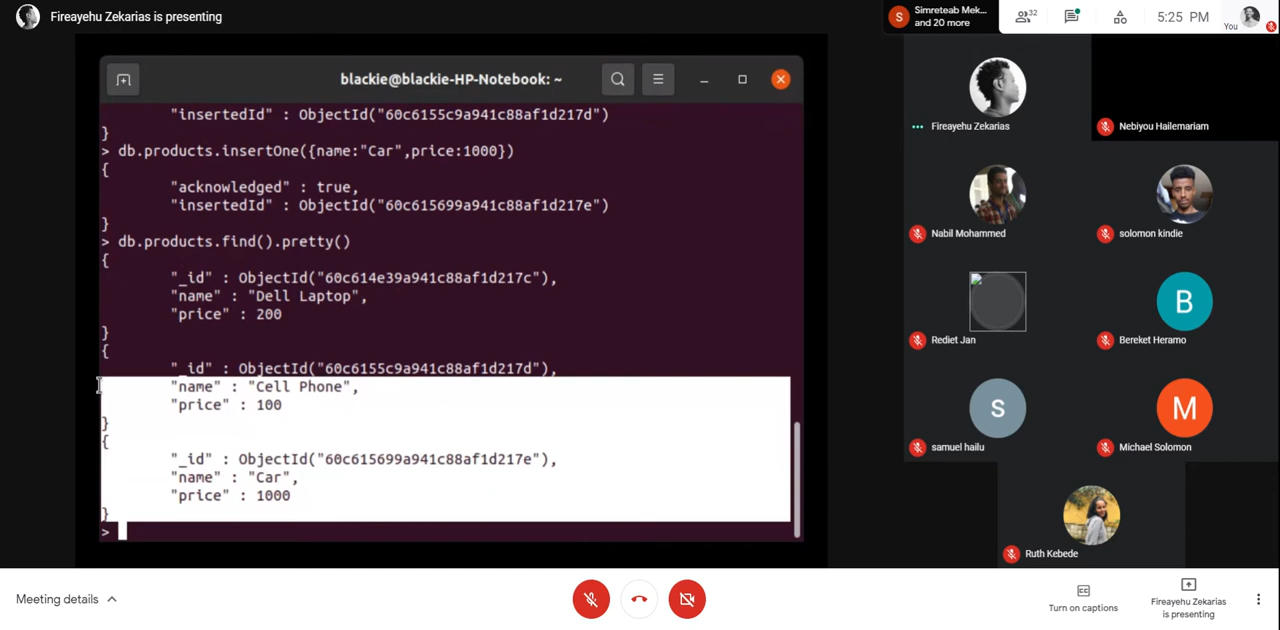 Fireayehu Zekarias is presenting
S
Simreteab Mek...
and 20 more
32
5:25 PM
You
blackie@blackie-HP-Notebook: ~
"insertedId" : ObjectId("60c6155c9a941c88af1d217d")
}
> db.products.insertOne({name:"Car",price:1000})
{
"acknowledged" : true,
"insertedId" : ObjectId("60c615699a941c88af1d217e")
}
> db.products.find().pretty()
{
"_id" : ObjectId("60c614e39a941c88af1d217c"),
"name" : "Dell Laptop",
"price" : 200
}
{
"_id" : ObjectId("60c6155c9a941c88af1d217d"),
"name" : "Cell Phone",
"price" : 100
}
{
"_id" : ObjectId("60c615699a941c88af1d217e"),
"name" : "Car",
"price" : 1000
}
>
Fireayehu Zekarias
Nebiyou Hailemariam
Nabil Mohammed
solomon kindie
Rediet Jan
B
Bereket Heramo
s
samuel hailu
M
Michael Solomon
Ruth Kebede
Meeting details
CC
Turn on captions
Fireayehu Zekarias
is presenting